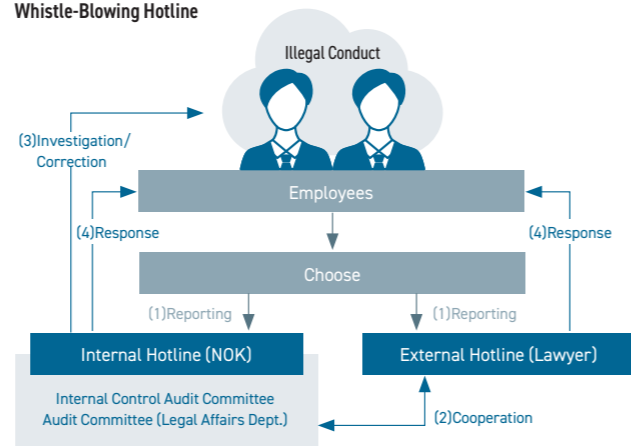 Whistle-Blowing Hotline
Illegal Conduct
(3)Investigation/
Correction
Employees
(4)Response
(4)Response
Choose
(1)Reporting
(1)Reporting
Internal Hotline (NOK)
External Hotline (Lawyer)
Internal Control Audit Committee
Audit Committee (Legal Affairs Dept.)
(2)Cooperation